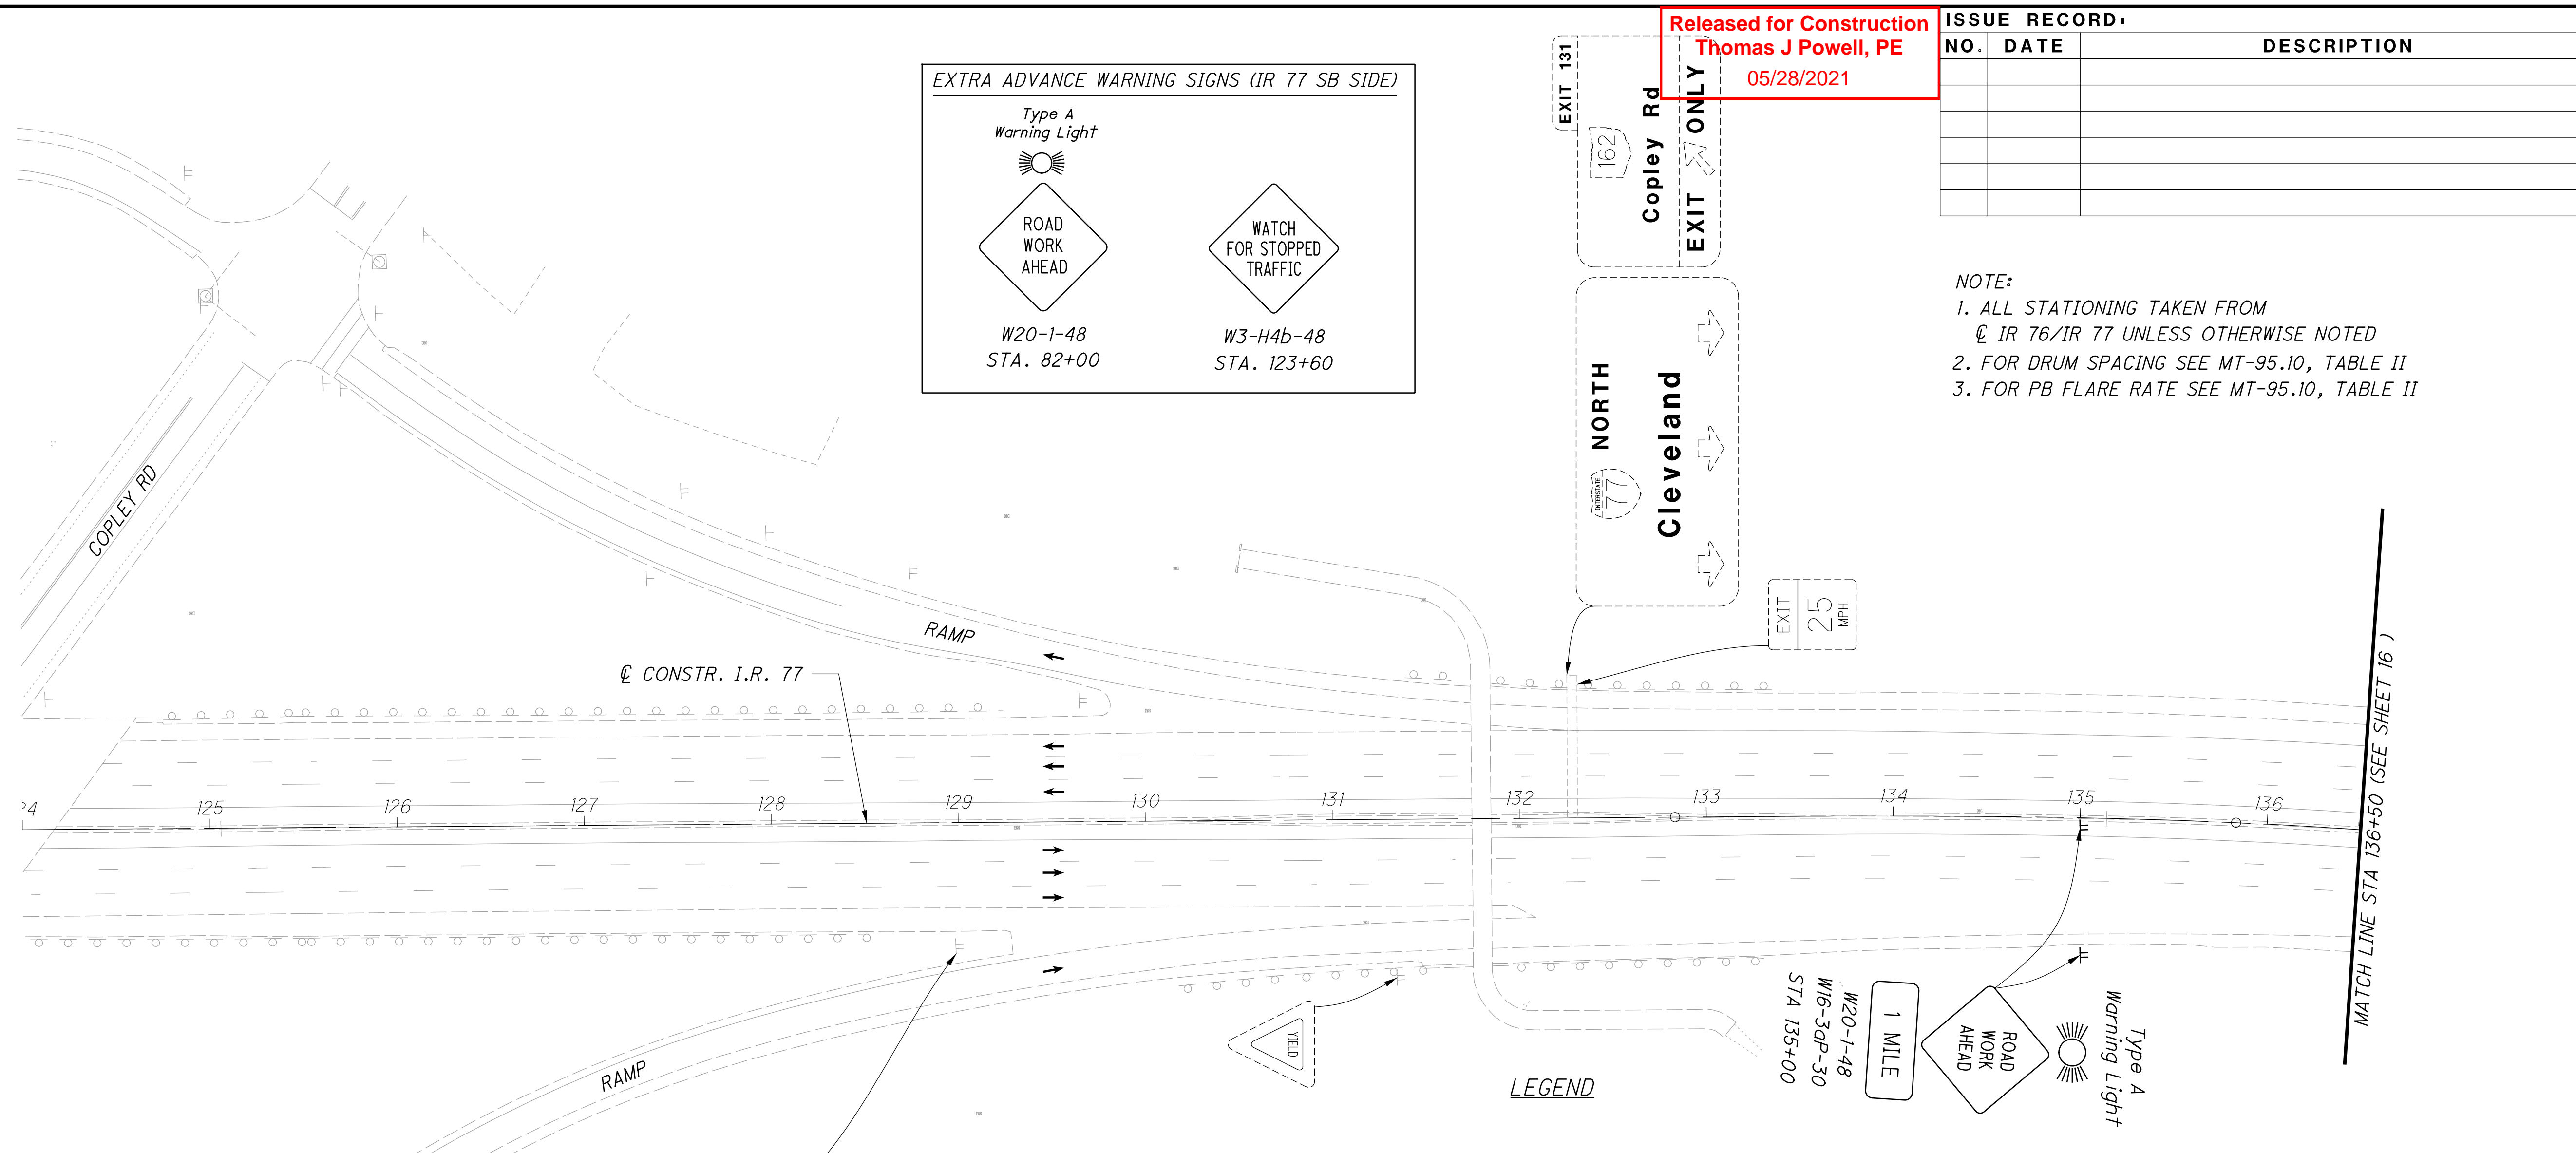 Released for Construction
Thomas J Powell, PE
05/28/2021
ISSUE RECORD:
NO. DATE DESCRIPTION
EXTRA ADVANCE WARNING SIGNS (IR 77 SB SIDE)
Type A
Warning Light
ROAD
WORK
AHEAD
W20-1-48
STA. 82+00
WATCH
FOR STOPPED
TRAFFIC
W3-H4b-48
STA. 123+60
EXIT 131
162
Copley Rd
EXIT ONLY
INTERSTATE
77
NORTH
Cleveland
EXIT
25
MPH
NOTE:
1. ALL STATIONING TAKEN FROM
℄ IR 76/IR 77 UNLESS OTHERWISE NOTED
2. FOR DRUM SPACING SEE MT-95.10, TABLE II
3. FOR PB FLARE RATE SEE MT-95.10, TABLE II
COPLEY RD
RAMP
℄ CONSTR. I.R. 77
125 126 127 128 129 130 131 132 133 134 135 136
MATCH LINE STA 136+50 (SEE SHEET 16 )
RAMP
YIELD
LEGEND
Type A
Warning Light
ROAD
WORK
AHEAD
1 MILE
W20-1-48
W16-3aP-30
STA 135+00